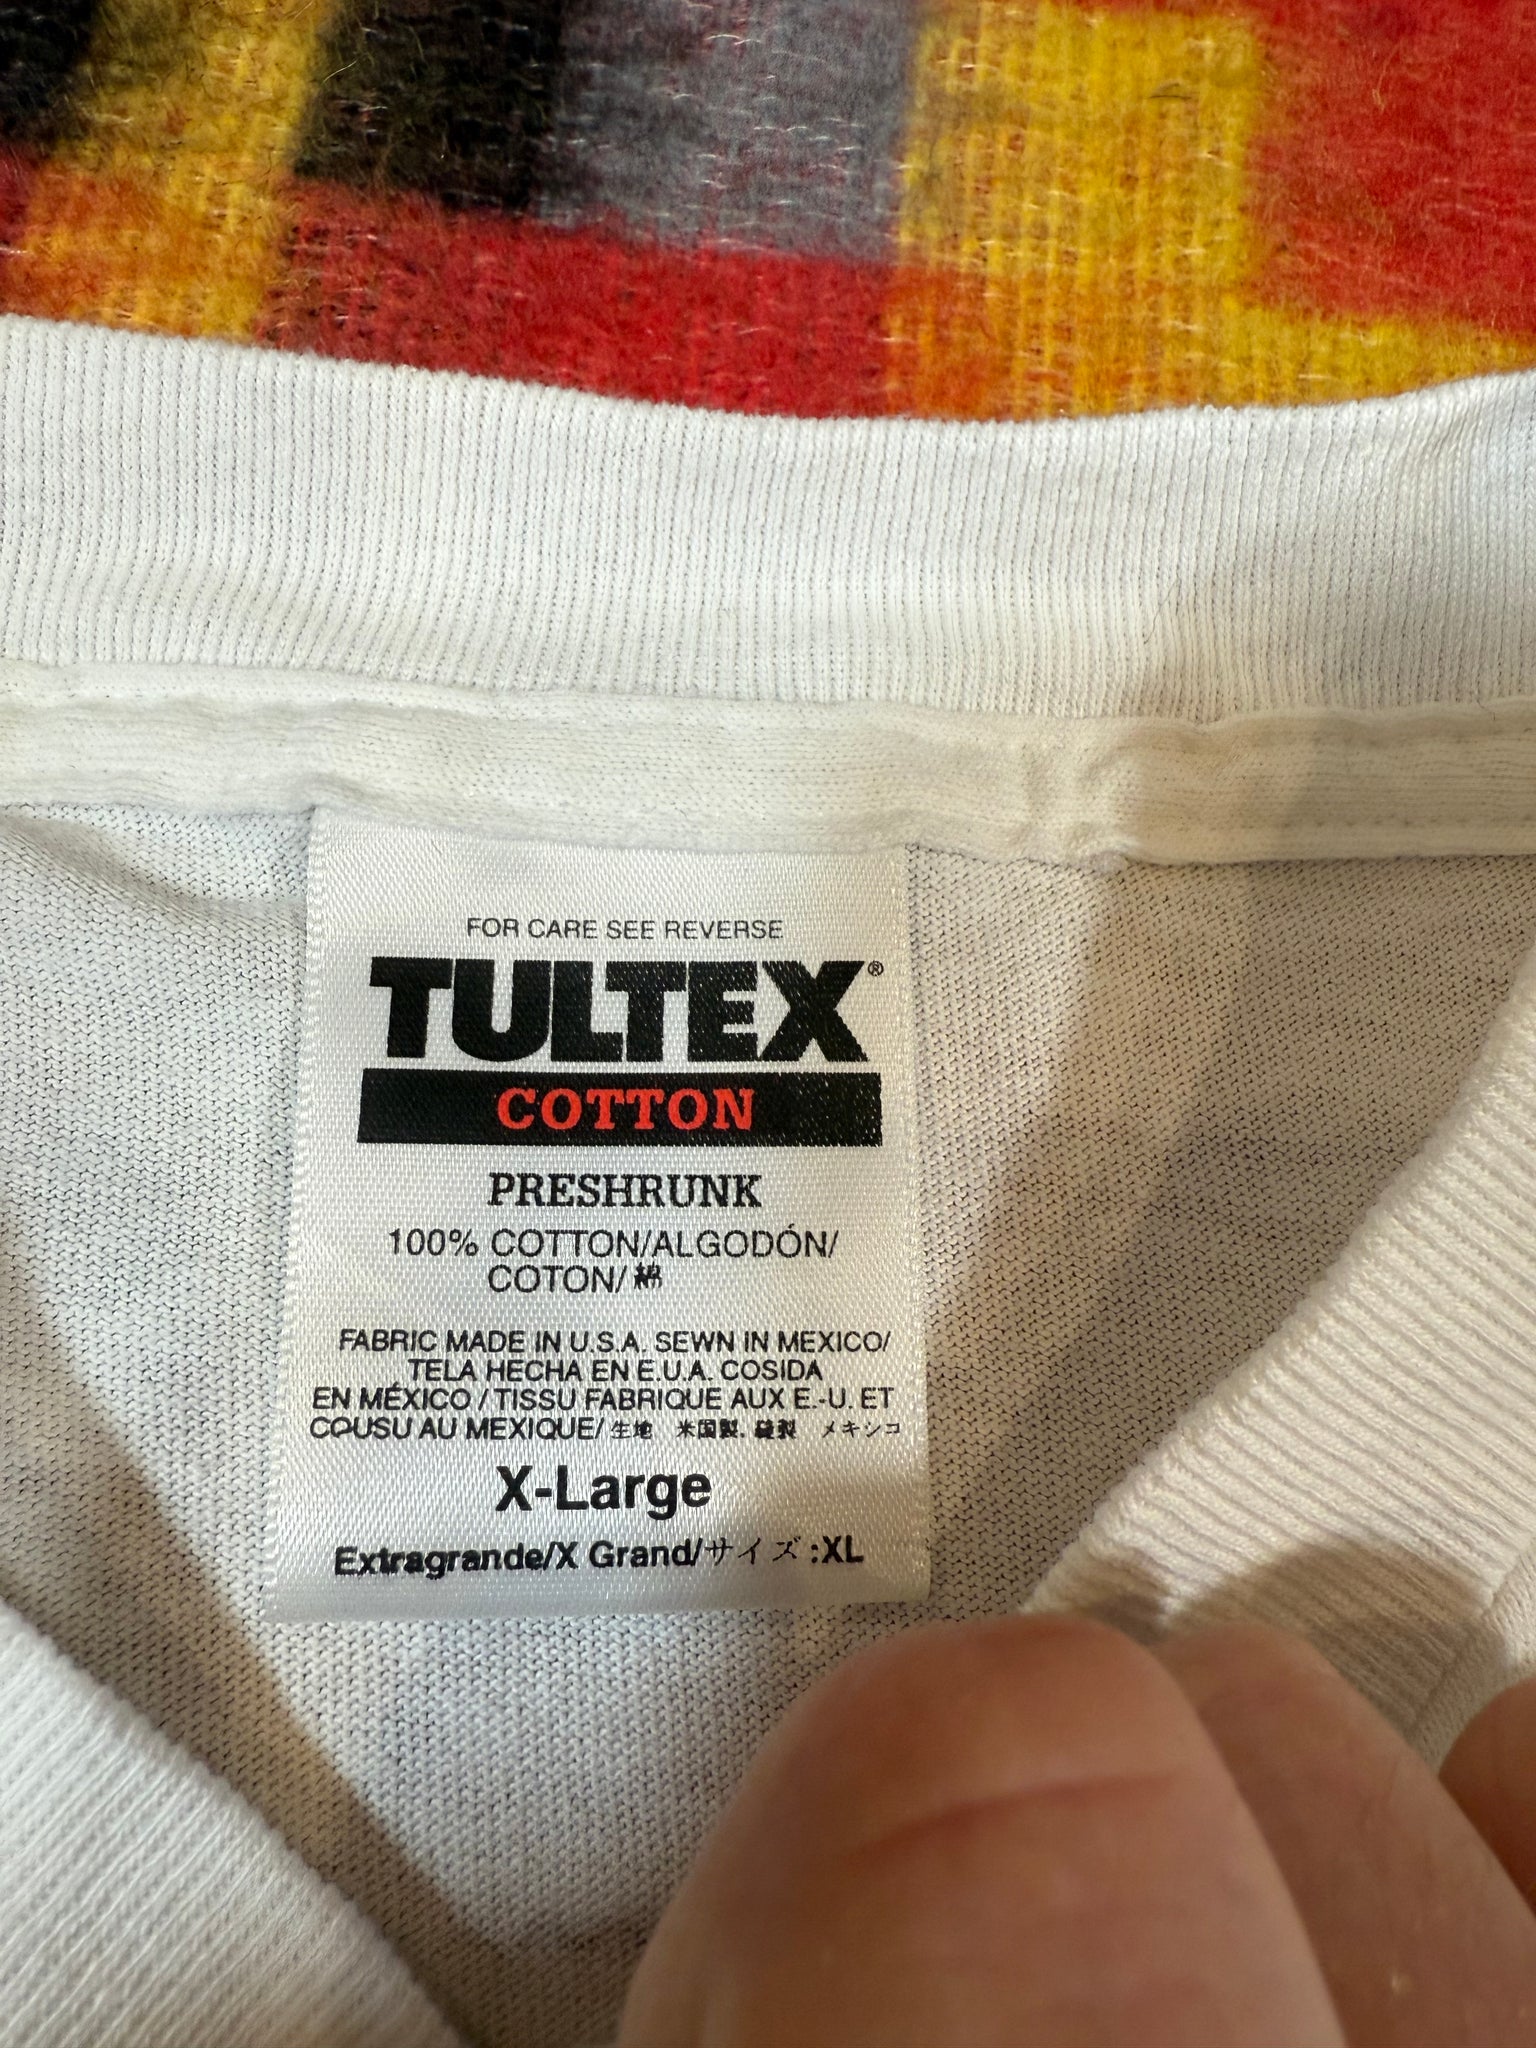 FOR CARE SEE REVERSE
TULTEX®
COTTON
PRESHRUNK
100% COTTON/ALGODÓN/
COTON/綿
FABRIC MADE IN U.S.A. SEWN IN MEXICO/
TELA HECHA EN E.U.A. COSIDA
EN MÉXICO / TISSU FABRIQUE AUX E.-U. ET
COUSU AU MEXIQUE/ 生地 米国製. 縫製 メキシコ
X-Large
Extragrande/X Grand/サイズ:XL